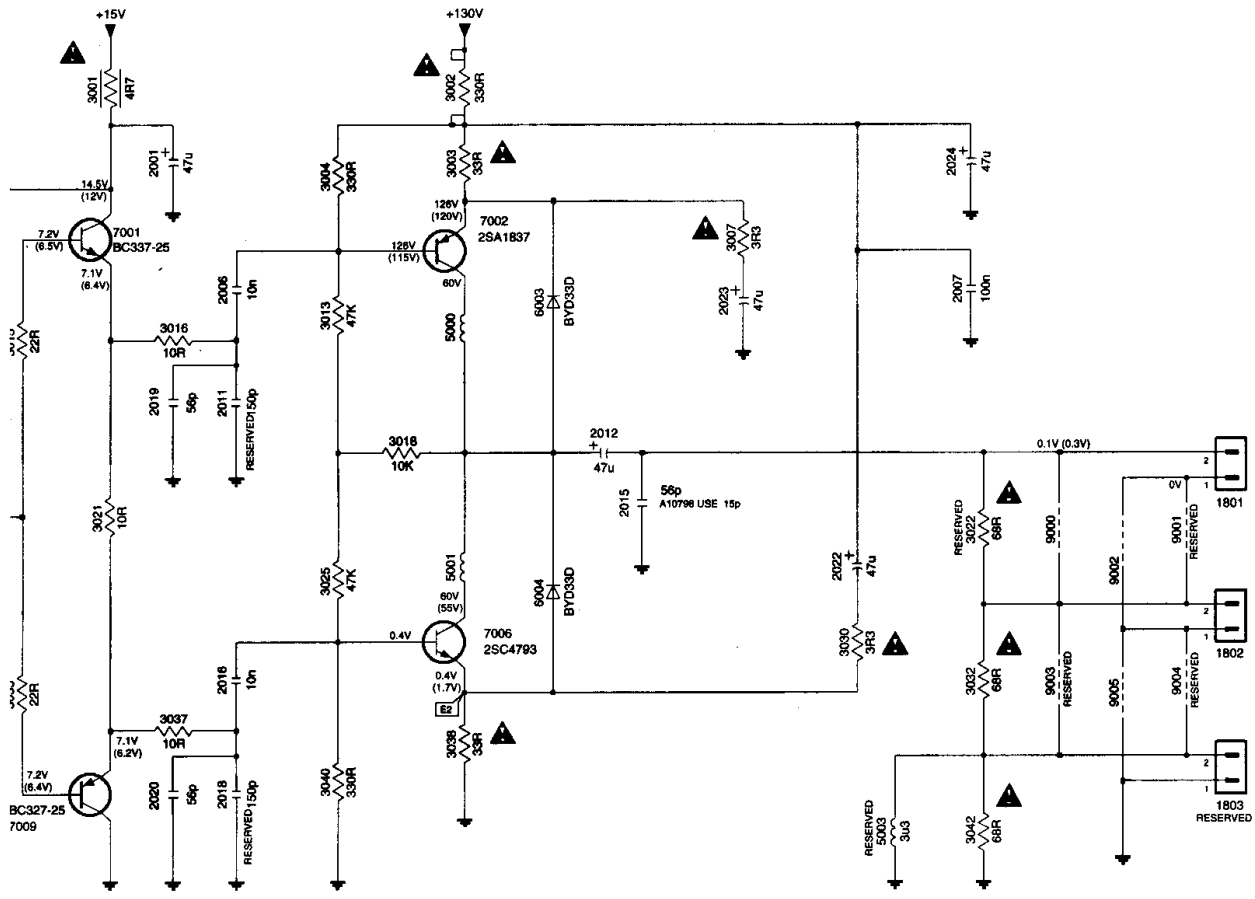 +15V
+130V
3001
4R7
3002
330R
2001
47u
3004
330R
3003
33R
2024
47u
14.5V
(12V)
7001
BC337-25
7.2V
(6.5V)
7.1V
(6.4V)
126V
(120V)
7002
2SA1837
126V
(115V)
60V
3007
3R3
2006
10n
3013
47K
5000
6003
BYD33D
2023
47u
2007
100n
22R
3016
10R
2019
56p
2011
150p
RESERVED
3018
10K
2012
47u
0.1V (0.3V)
2
1
0V
1801
2015
56p
A10796 USE 15p
3021
10R
RESERVED
3022
68R
9000
9001
RESERVED
9002
3025
47K
5001
6004
BYD33D
2022
47u
60V
(55V)
0.4V
7006
2SC4793
0.4V
(1.7V)
E2
3030
3R3
2
1
1802
22R
2016
10n
3032
68R
9003
RESERVED
9005
9004
RESERVED
3037
10R
7.1V
(6.2V)
3038
33R
7.2V
(6.4V)
BC327-25
7009
2020
56p
2018
150p
RESERVED
3040
330R
RESERVED
5003
3u3
3042
68R
2
1
1803
RESERVED